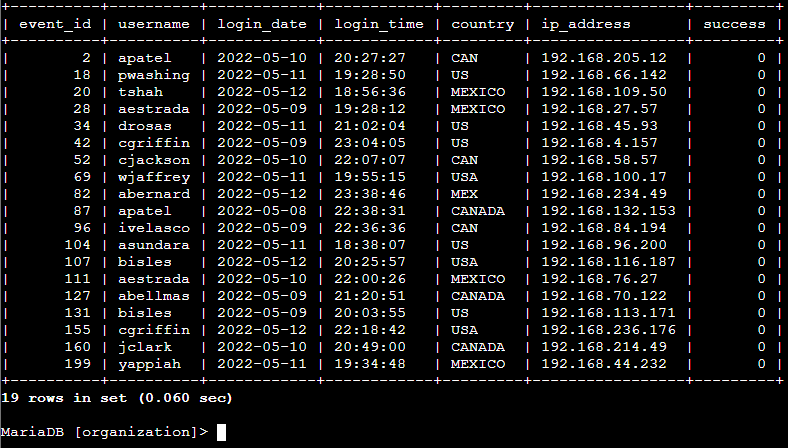 +----------+----------+------------+------------+---------+-----------------+---------+
| event_id | username | login_date | login_time | country | ip_address      | success |
+----------+----------+------------+------------+---------+-----------------+---------+
|        2 | apatel   | 2022-05-10 | 20:27:27   | CAN     | 192.168.205.12  |       0 |
|       18 | pwashing | 2022-05-11 | 19:28:50   | US      | 192.168.66.142  |       0 |
|       20 | tshah    | 2022-05-12 | 18:56:36   | MEXICO  | 192.168.109.50  |       0 |
|       28 | aestrada | 2022-05-09 | 19:28:12   | MEXICO  | 192.168.27.57   |       0 |
|       34 | drosas   | 2022-05-11 | 21:02:04   | US      | 192.168.45.93   |       0 |
|       42 | cgriffin | 2022-05-09 | 23:04:05   | US      | 192.168.4.157   |       0 |
|       52 | cjackson | 2022-05-10 | 22:07:07   | CAN     | 192.168.58.57   |       0 |
|       69 | wjaffrey | 2022-05-11 | 19:55:15   | USA     | 192.168.100.17  |       0 |
|       82 | abernard | 2022-05-12 | 23:38:46   | MEX     | 192.168.234.49  |       0 |
|       87 | apatel   | 2022-05-08 | 22:38:31   | CANADA  | 192.168.132.153 |       0 |
|       96 | ivelasco | 2022-05-09 | 22:36:36   | CAN     | 192.168.84.194  |       0 |
|      104 | asundara | 2022-05-11 | 18:38:07   | US      | 192.168.96.200  |       0 |
|      107 | bisles   | 2022-05-12 | 20:25:57   | USA     | 192.168.116.187 |       0 |
|      111 | aestrada | 2022-05-10 | 22:00:26   | MEXICO  | 192.168.76.27   |       0 |
|      127 | abellmas | 2022-05-09 | 21:20:51   | CANADA  | 192.168.70.122  |       0 |
|      131 | bisles   | 2022-05-09 | 20:03:55   | US      | 192.168.113.171 |       0 |
|      155 | cgriffin | 2022-05-12 | 22:18:42   | USA     | 192.168.236.176 |       0 |
|      160 | jclark   | 2022-05-10 | 20:49:00   | CANADA  | 192.168.214.49  |       0 |
|      199 | yappiah  | 2022-05-11 | 19:34:48   | MEXICO  | 192.168.44.232  |       0 |
+----------+----------+------------+------------+---------+-----------------+---------+
19 rows in set (0.060 sec)
MariaDB [organization]>